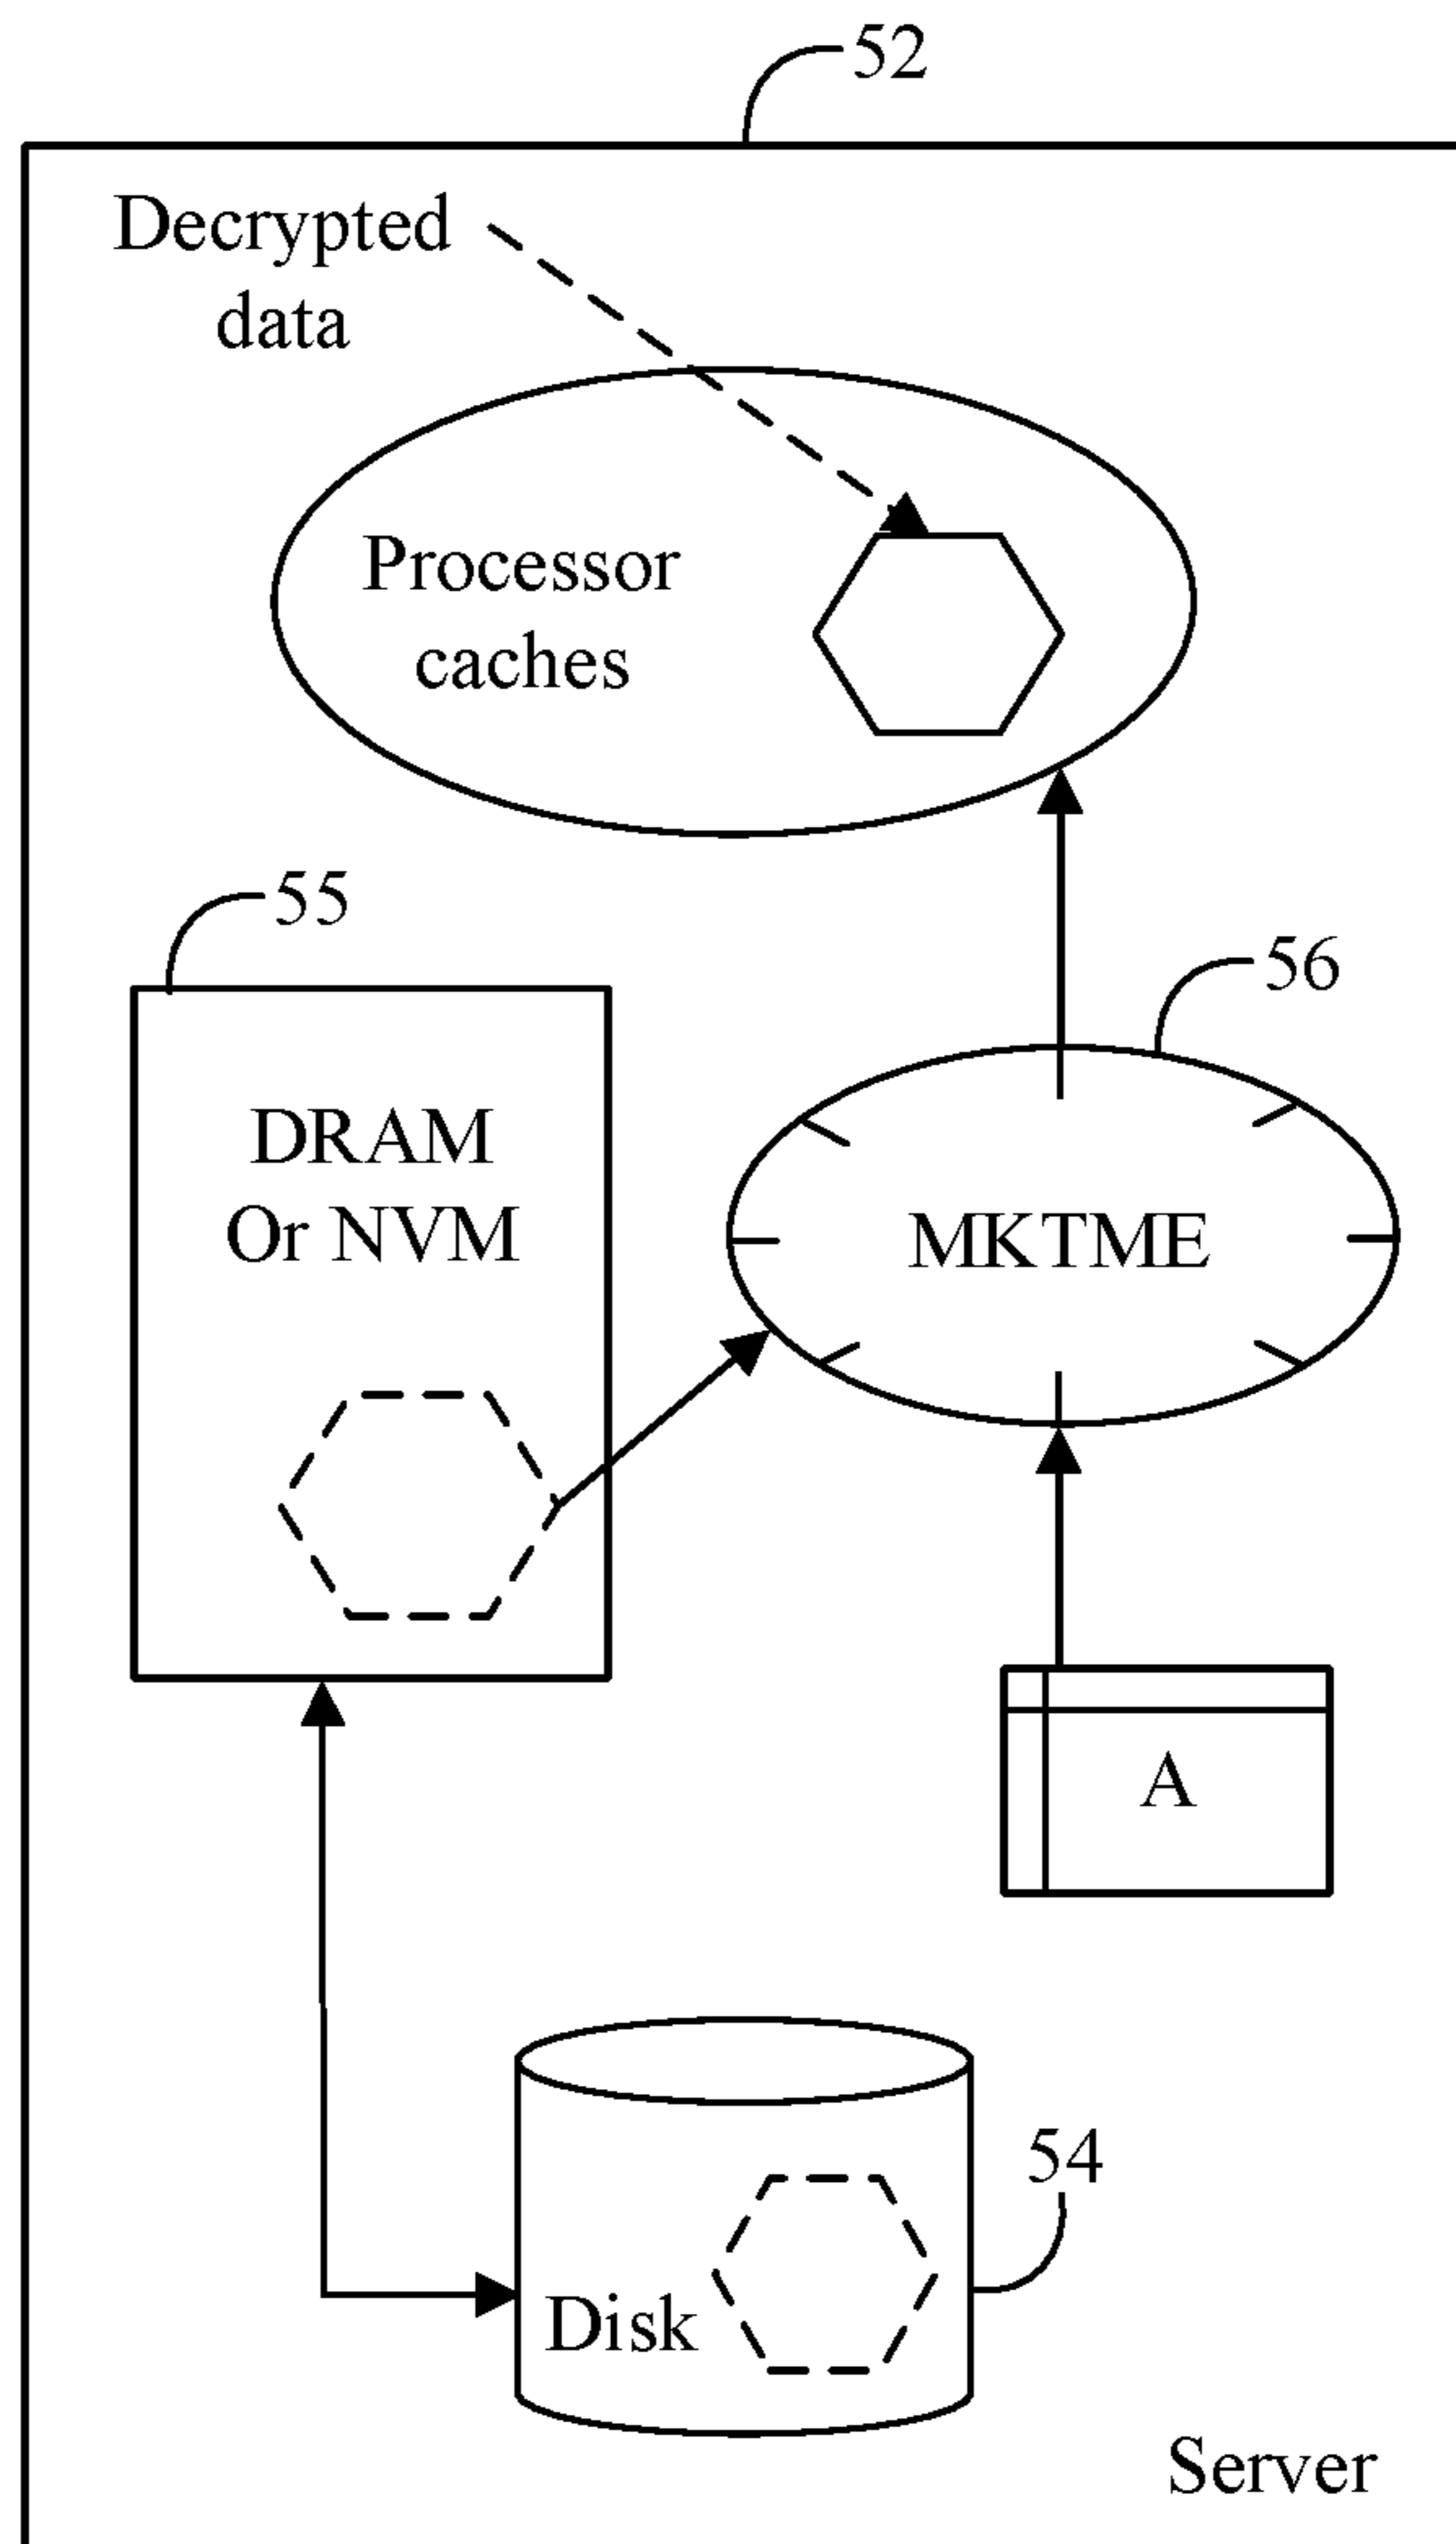 52
Decrypted
data
Processor
caches
55
56
DRAM
Or NVM
MKTME
A
54
Disk
Server